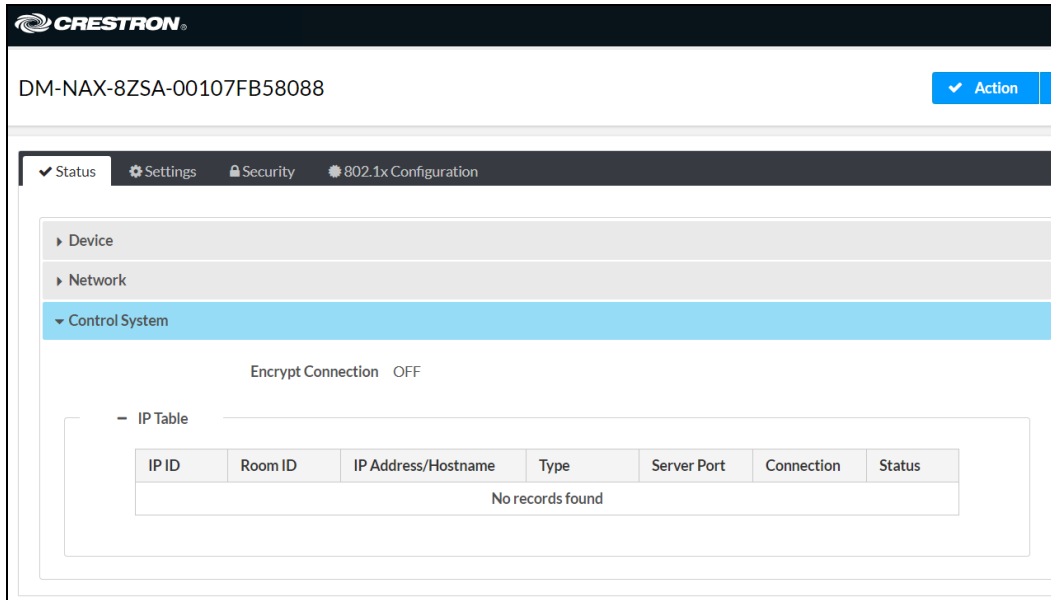 CRESTRON®
DM-NAX-8ZSA-00107FB58088
Action
Status Settings Security 802.1x Configuration
Device
Network
Control System
Encrypt Connection OFF
IP Table
IP ID Room ID IP Address/Hostname Type Server Port Connection Status
No records found